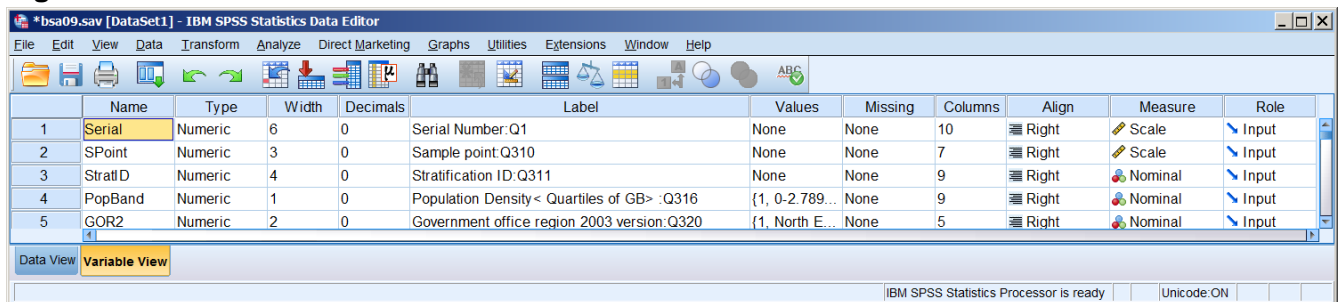 *bsa09.sav [DataSet1] - IBM SPSS Statistics Data Editor
File Edit View Data Transform Analyze Direct Marketing Graphs Utilities Extensions Window Help
Name Type Width Decimals Label Values Missing Columns Align Measure Role
1 Serial Numeric 6 0 Serial Number:Q1 None None 10 Right Scale Input
2 SPoint Numeric 3 0 Sample point:Q310 None None 7 Right Scale Input
3 StratID Numeric 4 0 Stratification ID:Q311 None None 9 Right Nominal Input
4 PopBand Numeric 1 0 Population Density< Quartiles of GB> :Q316 {1, 0-2.789... None 9 Right Nominal Input
5 GOR2 Numeric 2 0 Government office region 2003 version:Q320 {1, North E... None 5 Right Nominal Input
Data View Variable View
IBM SPSS Statistics Processor is ready Unicode:ON